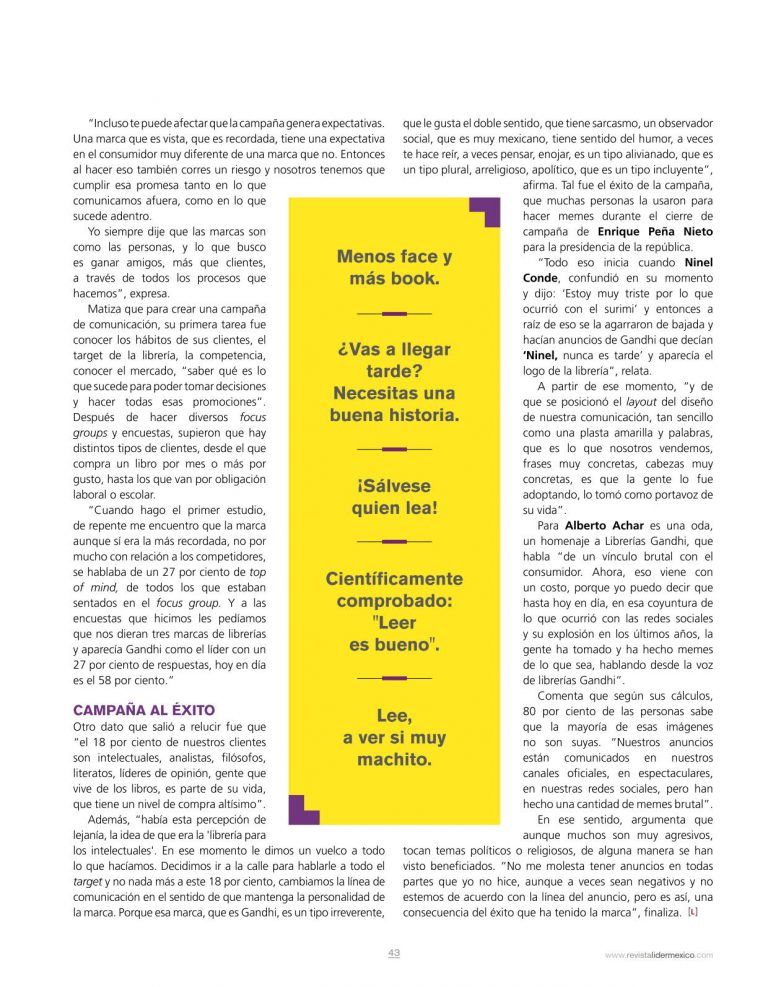 “Incluso te puede afectar que la campaña genera expectativas.
Una marca que es vista, que es recordada, tiene una expectativa
en el consumidor muy diferente de una marca que no. Entonces
al hacer eso también corres un riesgo y nosotros tenemos que
cumplir esa promesa tanto en lo que
comunicamos afuera, como en lo que
sucede adentro.
Yo siempre dije que las marcas son
como las personas, y lo que busco
es ganar amigos, más que clientes,
a través de todos los procesos que
hacemos”, expresa.
Matiza que para crear una campaña
de comunicación, su primera tarea fue
conocer los hábitos de sus clientes, el
target de la librería, la competencia,
conocer el mercado, “saber qué es lo
que sucede para poder tomar decisiones
y hacer todas esas promociones”.
Después de hacer diversos focus
groups y encuestas, supieron que hay
distintos tipos de clientes, desde el que
compra un libro por mes o más por
gusto, hasta los que van por obligación
laboral o escolar.
“Cuando hago el primer estudio,
de repente me encuentro que la marca
aunque sí era la más recordada, no por
mucho con relación a los competidores,
se hablaba de un 27 por ciento de top
of mind, de todos los que estaban
sentados en el focus group. Y a las
encuestas que hicimos les pedíamos
que nos dieran tres marcas de librerías
y aparecía Gandhi como el líder con un
27 por ciento de respuestas, hoy en día
es el 58 por ciento.”
CAMPAÑA AL ÉXITO
Otro dato que salió a relucir fue que
“el 18 por ciento de nuestros clientes
son intelectuales, analistas, filósofos,
literatos, líderes de opinión, gente que
vive de los libros, es parte de su vida,
que tiene un nivel de compra altísimo”.
Además, “había esta percepción de
lejanía, la idea de que era la 'librería para
los intelectuales'. En ese momento le dimos un vuelco a todo
lo que hacíamos. Decidimos ir a la calle para hablarle a todo el
target y no nada más a este 18 por ciento, cambiamos la línea de
comunicación en el sentido de que mantenga la personalidad de
la marca. Porque esa marca, que es Gandhi, es un tipo irreverente,
Menos face y
más book.
¿Vas a llegar
tarde?
Necesitas una
buena historia.
¡Sálvese
quien lea!
Científicamente
comprobado:
"Leer
es bueno".
Lee,
a ver si muy
machito.
que le gusta el doble sentido, que tiene sarcasmo, un observador
social, que es muy mexicano, tiene sentido del humor, a veces
te hace reír, a veces pensar, enojar, es un tipo alivianado, que es
un tipo plural, arreligioso, apolítico, que es un tipo incluyente”,
afirma. Tal fue el éxito de la campaña,
que muchas personas la usaron para
hacer memes durante el cierre de
campaña de Enrique Peña Nieto
para la presidencia de la república.
“Todo eso inicia cuando Ninel
Conde, confundió en su momento
y dijo: ‘Estoy muy triste por lo que
ocurrió con el surimi’ y entonces a
raíz de eso se la agarraron de bajada y
hacían anuncios de Gandhi que decían
‘Ninel, nunca es tarde’ y aparecía el
logo de la librería”, relata.
A partir de ese momento, “y de
que se posicionó el layout del diseño
de nuestra comunicación, tan sencillo
como una plasta amarilla y palabras,
que es lo que nosotros vendemos,
frases muy concretas, cabezas muy
concretas, es que la gente lo fue
adoptando, lo tomó como portavoz de
su vida”.
Para Alberto Achar es una oda,
un homenaje a Librerías Gandhi, que
habla “de un vínculo brutal con el
consumidor. Ahora, eso viene con
un costo, porque yo puedo decir que
hasta hoy en día, en esa coyuntura de
lo que ocurrió con las redes sociales
y su explosión en los últimos años, la
gente ha tomado y ha hecho memes
de lo que sea, hablando desde la voz
de librerías Gandhi”.
Comenta que según sus cálculos,
80 por ciento de las personas sabe
que la mayoría de esas imágenes
no son suyas. “Nuestros anuncios
están comunicados en nuestros
canales oficiales, en espectaculares,
en nuestras redes sociales, pero han
hecho una cantidad de memes brutal”.
En ese sentido, argumenta que
aunque muchos son muy agresivos,
tocan temas políticos o religiosos, de alguna manera se han
visto beneficiados. “No me molesta tener anuncios en todas
partes que yo no hice, aunque a veces sean negativos y no
estemos de acuerdo con la línea del anuncio, pero es así, una
consecuencia del éxito que ha tenido la marca”, finaliza. [L]
43
www.revistalidermexico.com